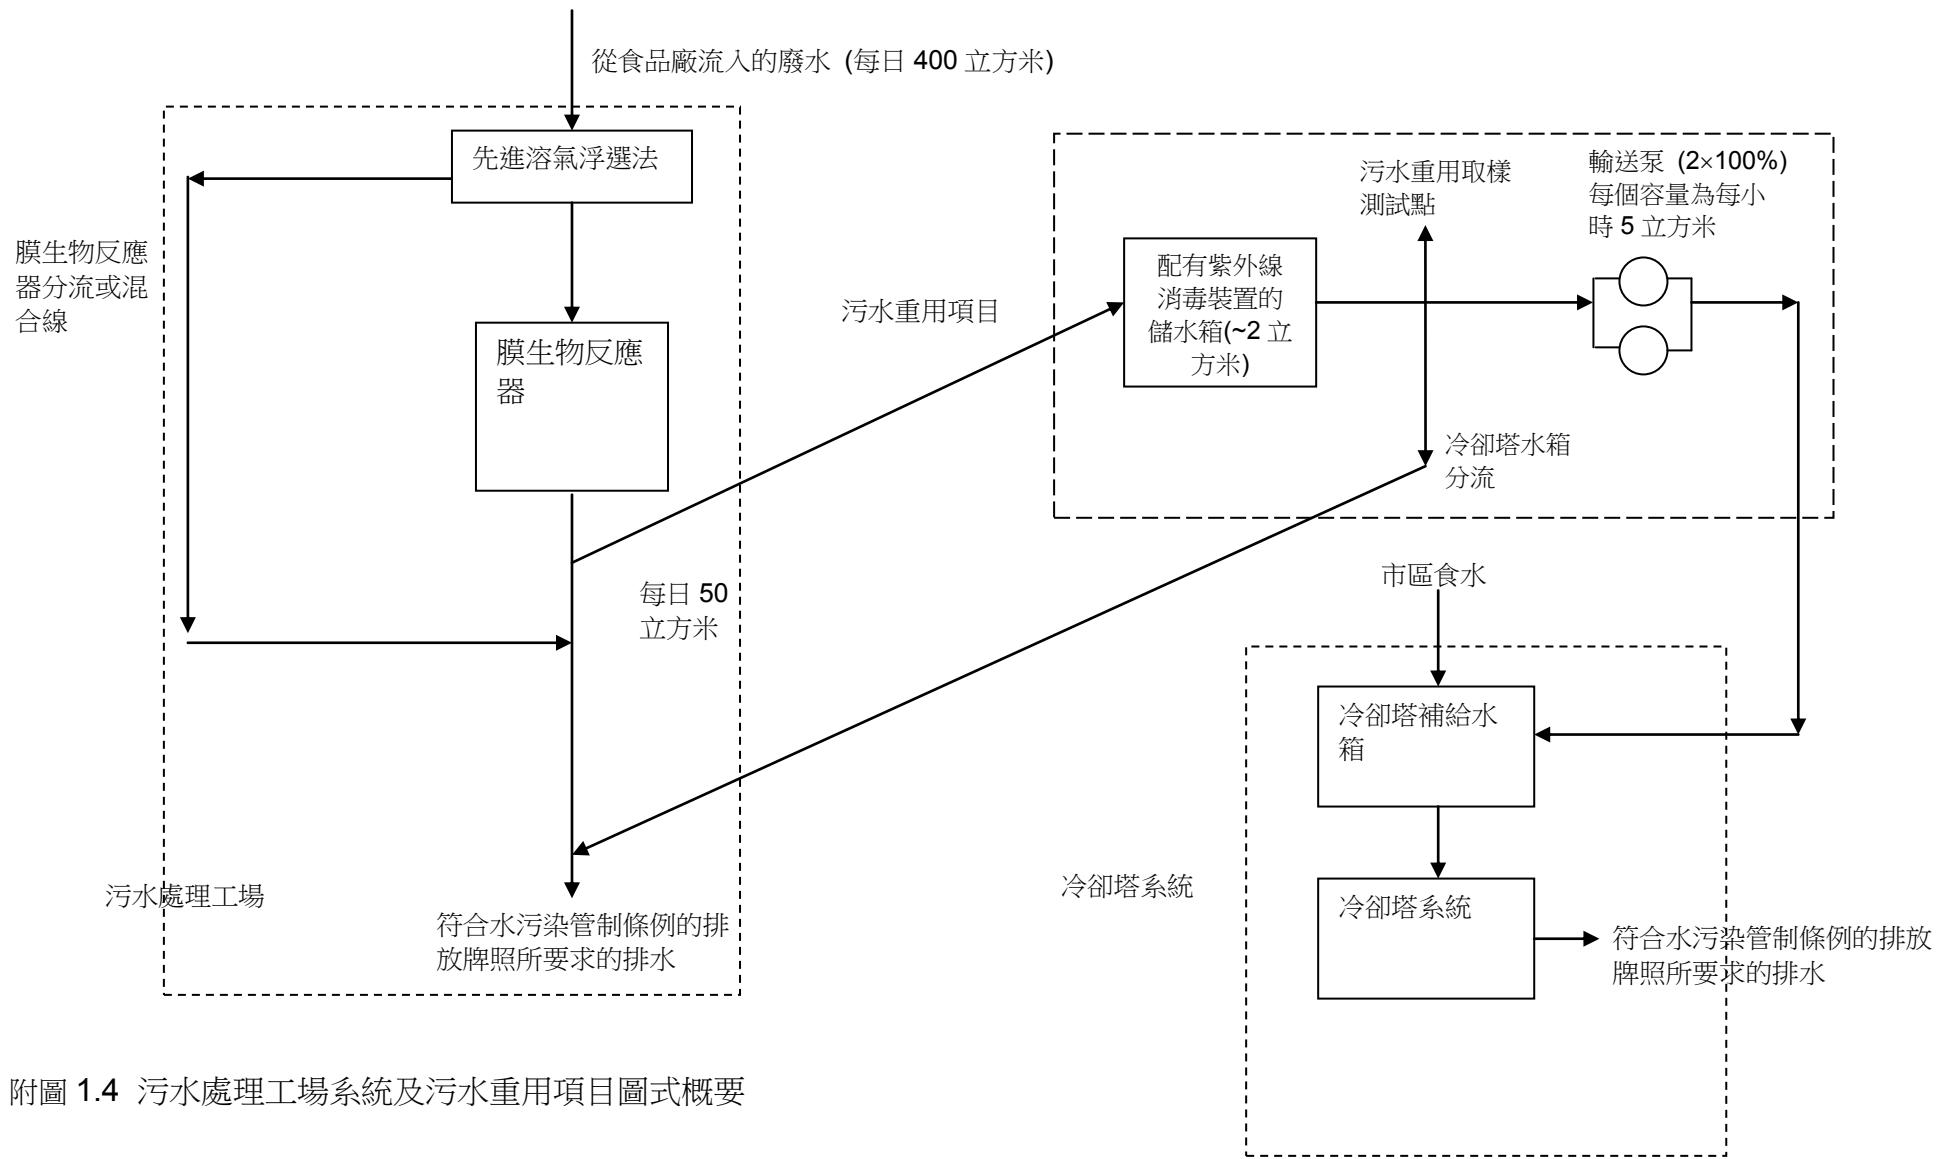 從食品廠流入的廢水 (每日 400 立方米)
先進溶氣浮選法
膜生物反應
器分流或混
合線
膜生物反應
器
污水重用項目
每日 50
立方米
污水處理工場
符合水污染管制條例的排
放牌照所要求的排水
配有紫外線
消毒裝置的
儲水箱(~2 立
方米)
污水重用取樣
測試點
輸送泵 (2×100%)
每個容量為每小
時 5 立方米
冷卻塔水箱
分流
市區食水
冷卻塔補給水
箱
冷卻塔系統
冷卻塔系統
符合水污染管制條例的排放
牌照所要求的排水
附圖 1.4 污水處理工場系統及污水重用項目圖式概要